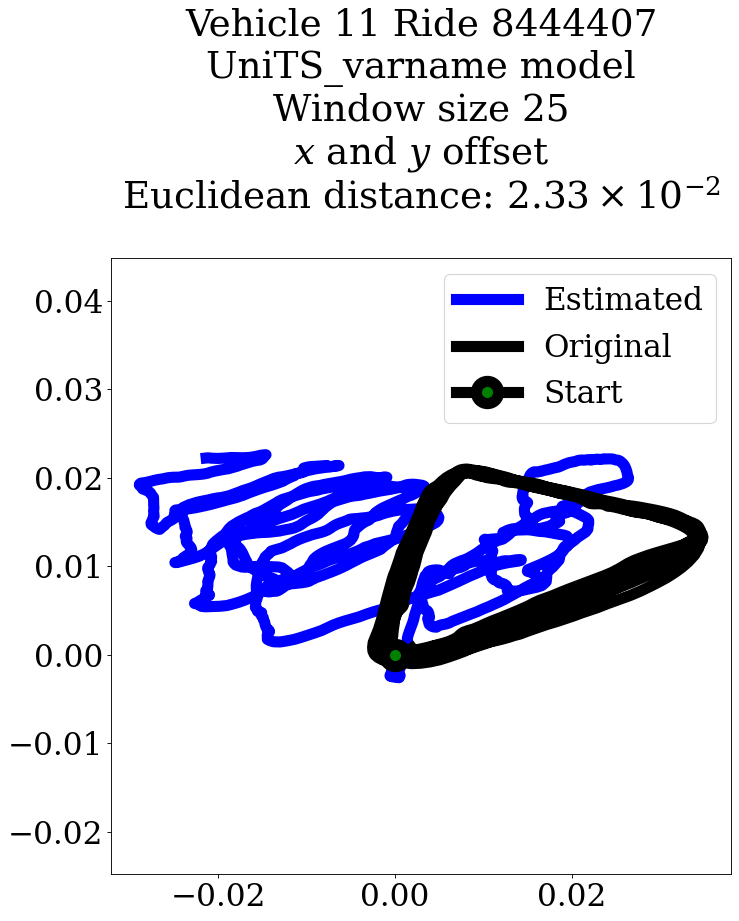 Vehicle 11 Ride 8444407
UniTS_varname model
Window size 25
x and y offset
Euclidean distance: 2.33 × 10⁻²
Estimated
Original
Start
0.04
0.03
0.02
0.01
0.00
−0.01
−0.02
−0.02 0.00 0.02